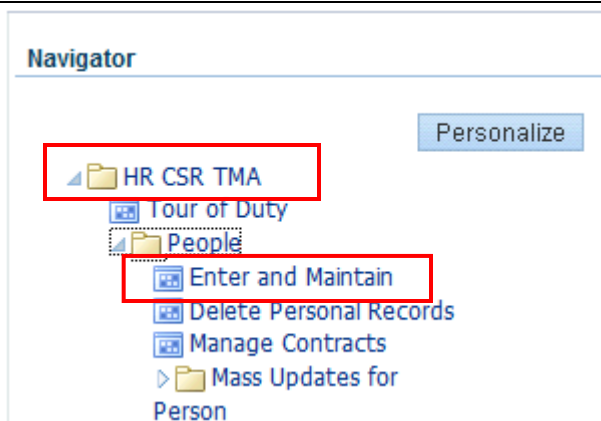 Navigator
Personalize
HR CSR TMA
Tour of Duty
People
Enter and Maintain
Delete Personal Records
Manage Contracts
Mass Updates for
Person